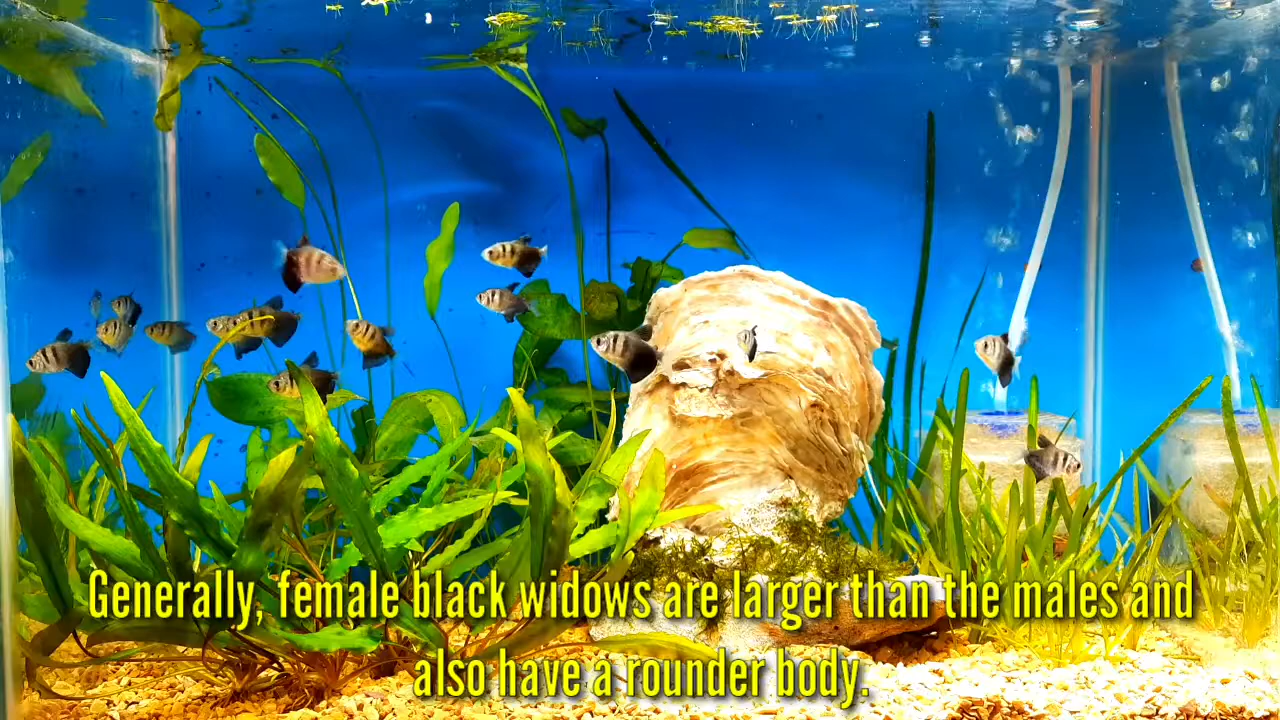 Generally, female black widows are larger than the males and
also have a rounder body.